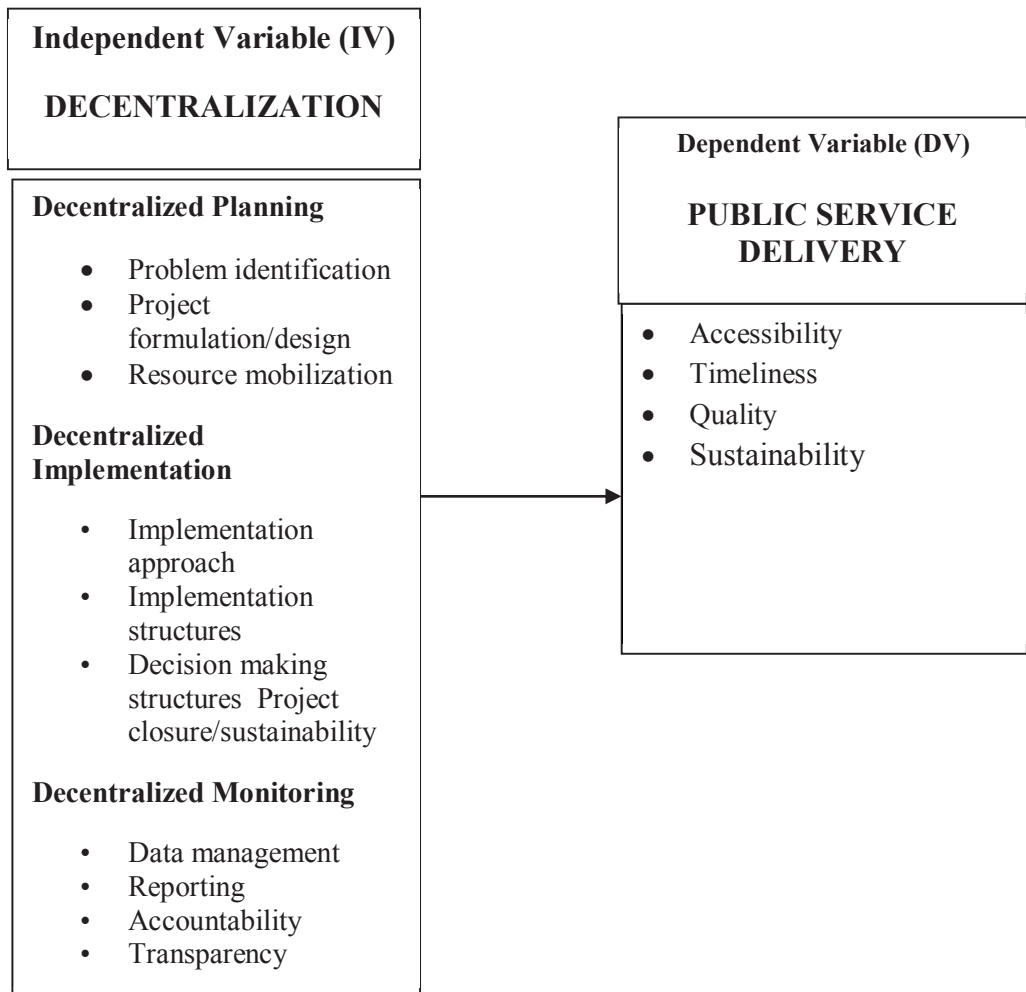 Independent Variable (IV)
DECENTRALIZATION
Decentralized Planning
● Problem identification
● Project
formulation/design
● Resource mobilization
Decentralized
Implementation
• Implementation
approach
• Implementation
structures
• Decision making
structures Project
closure/sustainability
Decentralized Monitoring
• Data management
• Reporting
• Accountability
• Transparency
Dependent Variable (DV)
PUBLIC SERVICE
DELIVERY
● Accessibility
● Timeliness
● Quality
● Sustainability